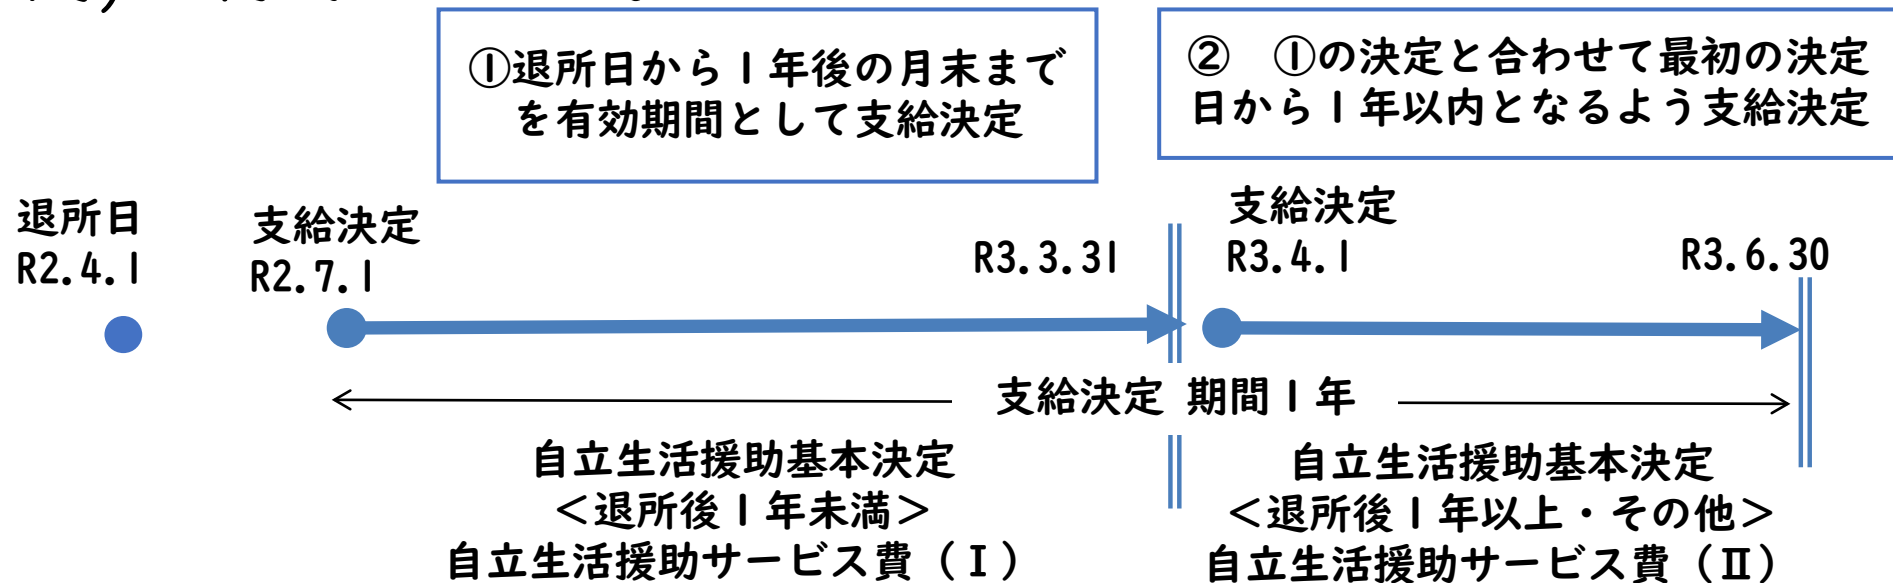 ①退所日から1年後の月末まで
を有効期間として支給決定
② ①の決定と合わせて最初の決定
日から1年以内となるよう支給決定
退所日
R2.4.1
支給決定
R2.7.1
R3.3.31
支給決定
R3.4.1
R3.6.30
支給決定 期間1年
自立生活援助基本決定
<退所後1年未満>
自立生活援助サービス費(Ⅰ)
自立生活援助基本決定
<退所後1年以上・その他>
自立生活援助サービス費(Ⅱ)